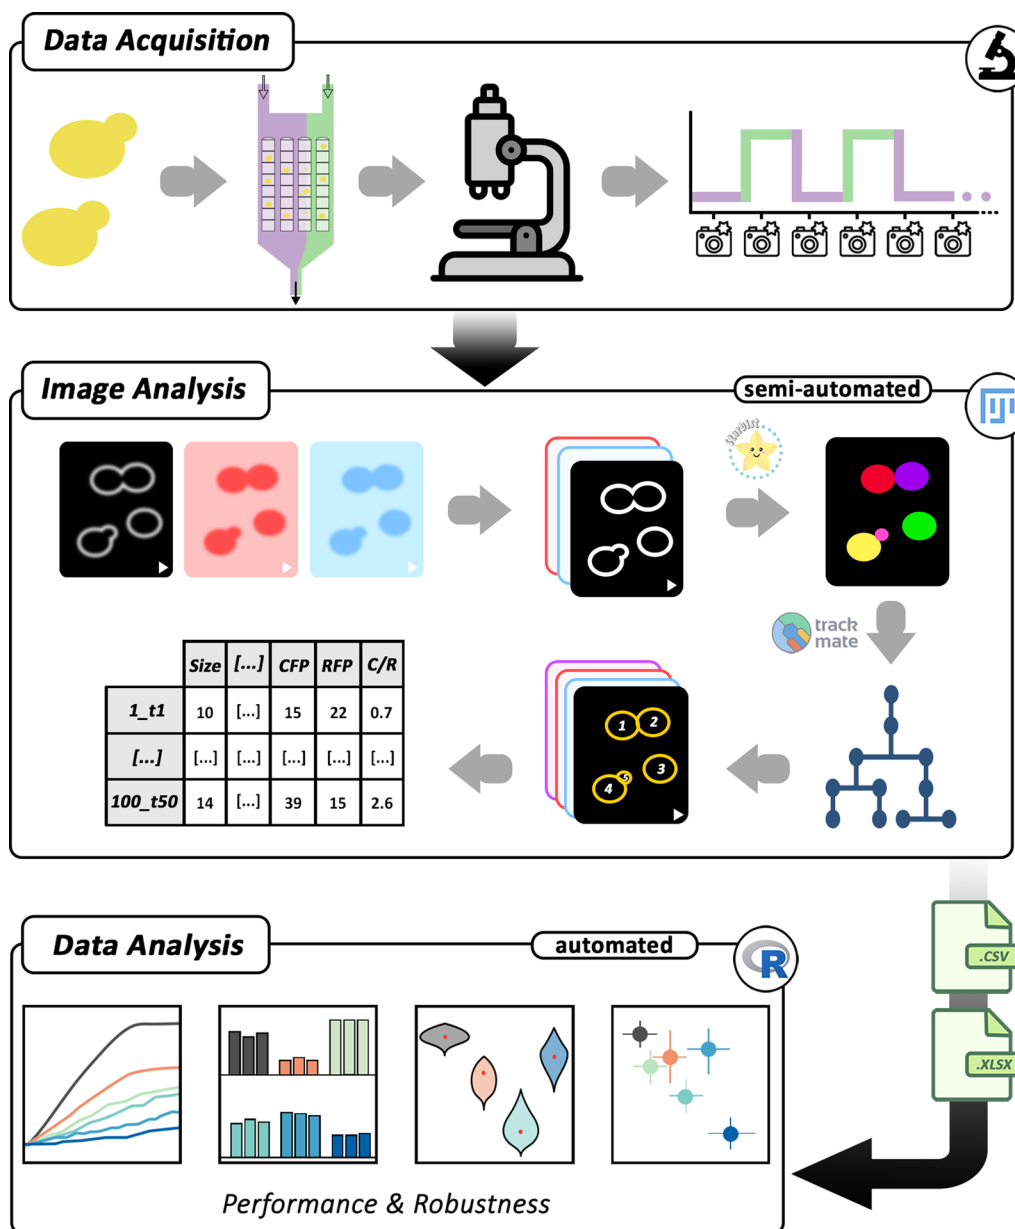 Data Acquisition
Image Analysis
semi-automated
StarDist
track
mate
Size [...] CFP RFP C/R
1_t1 10 [...] 15 22 0.7
[...] [...] [...] [...] [...] [...]
100_t50 14 [...] 39 15 2.6
1 2
3
5
4
.CSV
.XLSX
Data Analysis
automated
R
Performance & Robustness